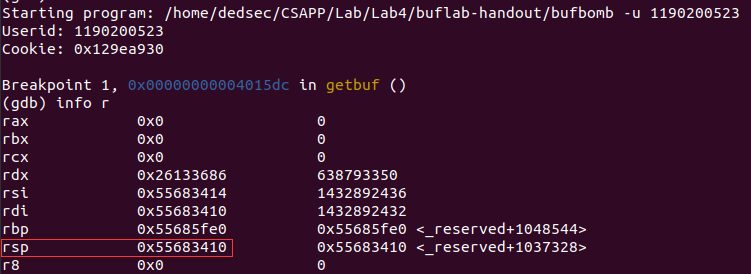 Starting program: /home/dedsec/CSAPP/Lab/Lab4/buflab-handout/bufbomb -u 1190200523
Userid: 1190200523
Cookie: 0x129ea930
Breakpoint 1, 0x00000000004015dc in getbuf ()
(gdb) info r
rax 0x0 0
rbx 0x0 0
rcx 0x0 0
rdx 0x26133686 638793350
rsi 0x55683414 1432892436
rdi 0x55683410 1432892432
rbp 0x55685fe0 0x55685fe0 <_reserved+1048544>
rsp 0x55683410 0x55683410 <_reserved+1037328>
r8 0x0 0